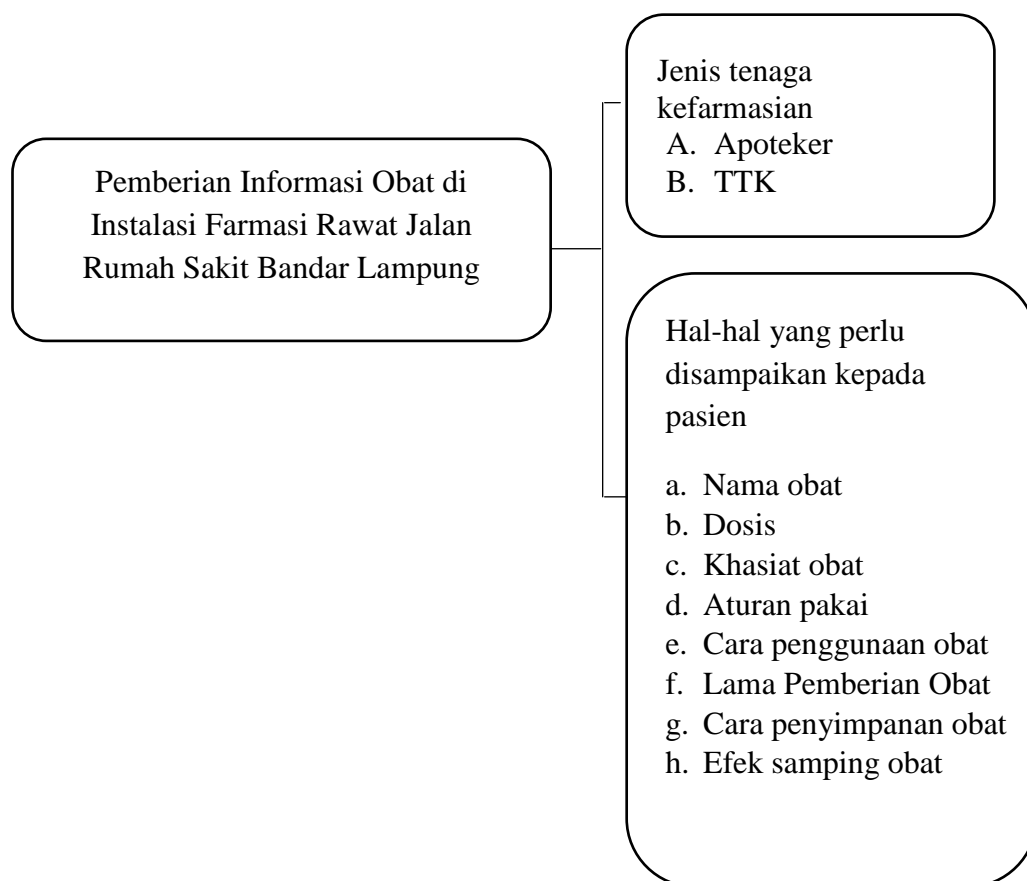 Pemberian Informasi Obat di
Instalasi Farmasi Rawat Jalan
Rumah Sakit Bandar Lampung
Jenis tenaga
kefarmasian
A. Apoteker
B. TTK
Hal-hal yang perlu
disampaikan kepada
pasien
a. Nama obat
b. Dosis
c. Khasiat obat
d. Aturan pakai
e. Cara penggunaan obat
f. Lama Pemberian Obat
g. Cara penyimpanan obat
h. Efek samping obat